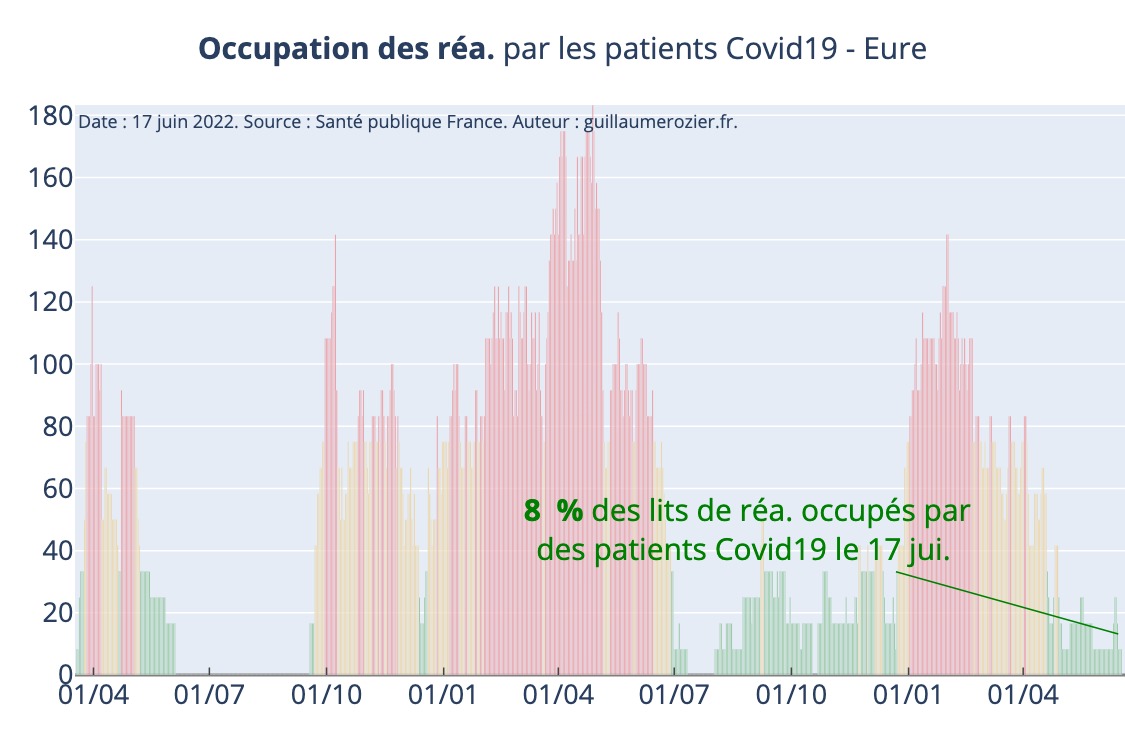 Occupation des réa. par les patients Covid19 - Eure
180
Date : 17 juin 2022. Source : Santé publique France. Auteur : guillaumerozier.fr.
160
140
120
100
80
60
8 % des lits de réa. occupés par
des patients Covid19 le 17 jui.
40
20
0
01/04 01/07 01/10 01/01 01/04 01/07 01/10 01/01 01/04